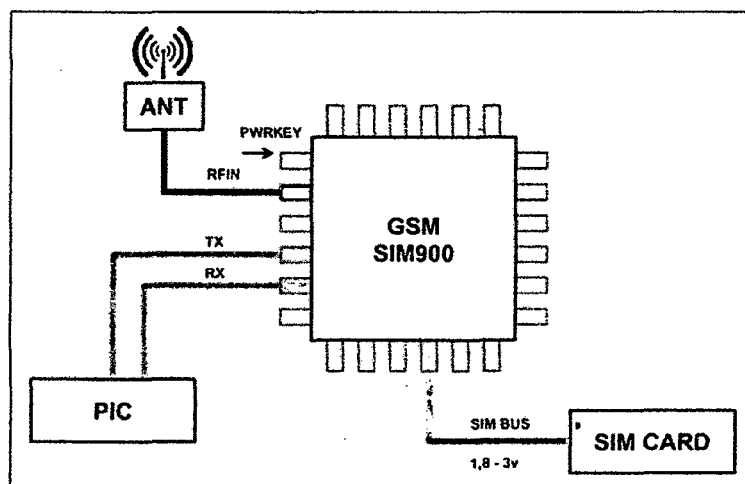 ANT
PWRKEY
RFIN
GSM
SIM900
TX
RX
PIC
SIM BUS
1,8 - 3v
SIM CARD